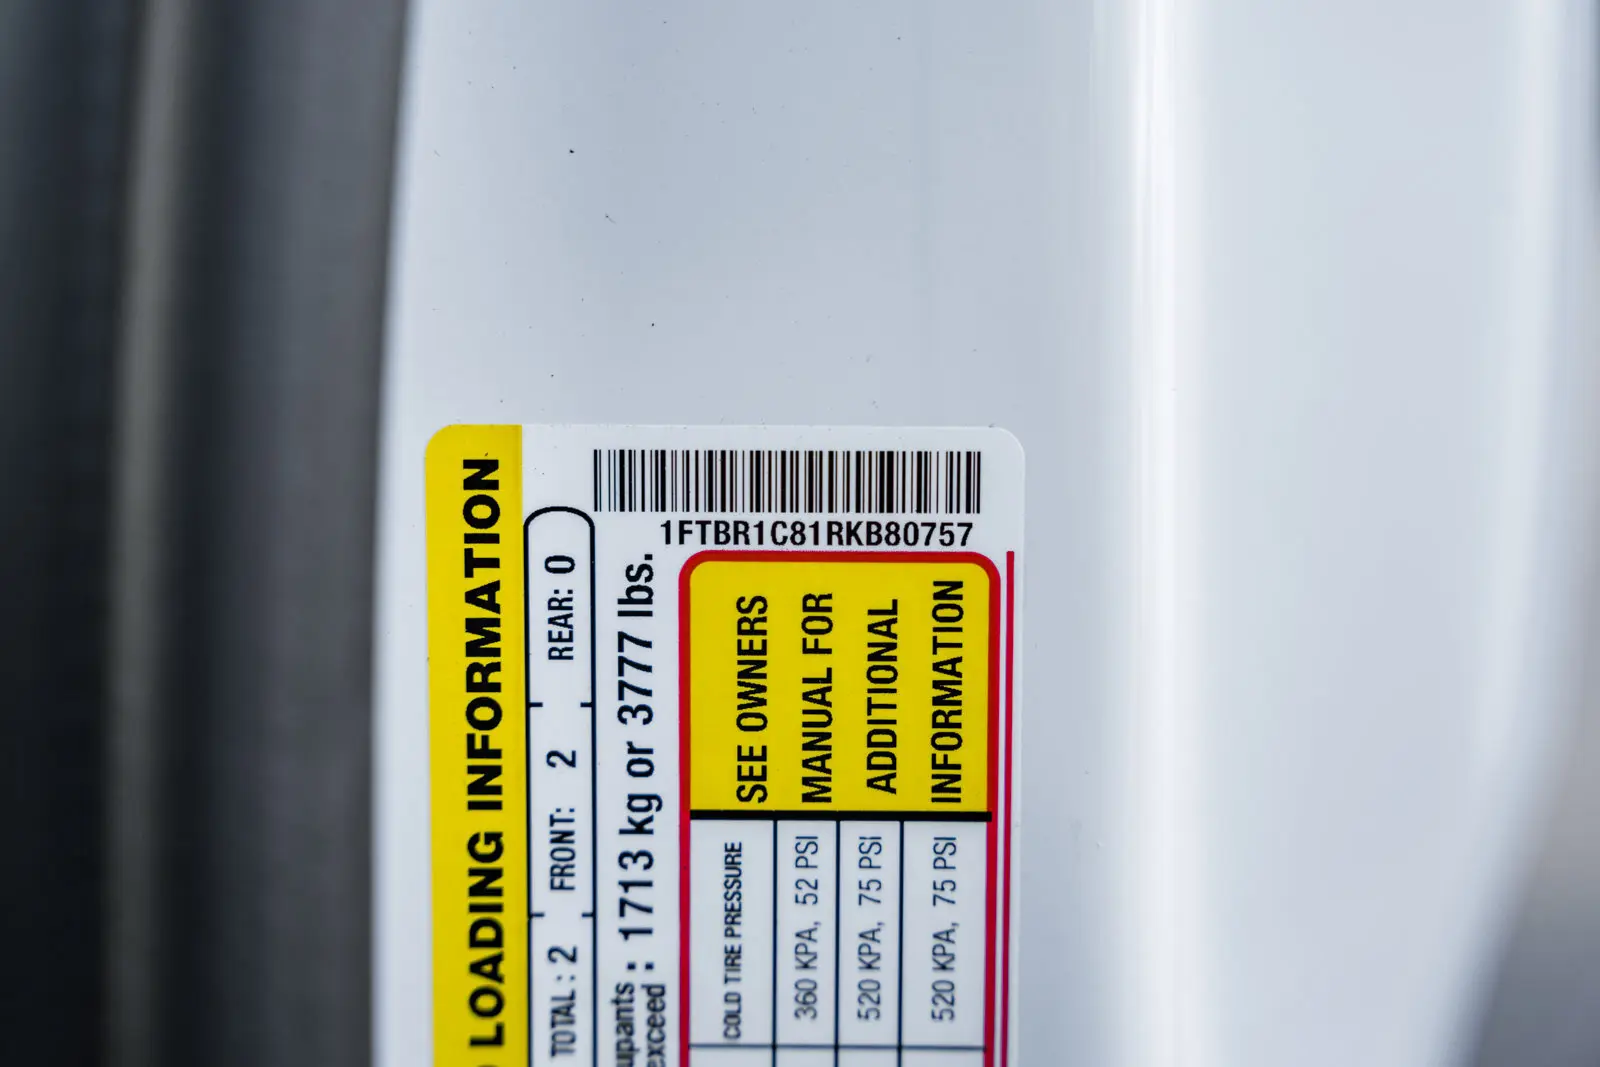 LOADING INFORMATION
TOTAL : 2 FRONT: 2 REAR: 0
exceed : 1713 kg or 3777 lbs.
1FTBR1C81RKB80757
COLD TIRE PRESSURE
360 KPA, 52 PSI
520 KPA, 75 PSI
520 KPA, 75 PSI
SEE OWNERS
MANUAL FOR
ADDITIONAL
INFORMATION